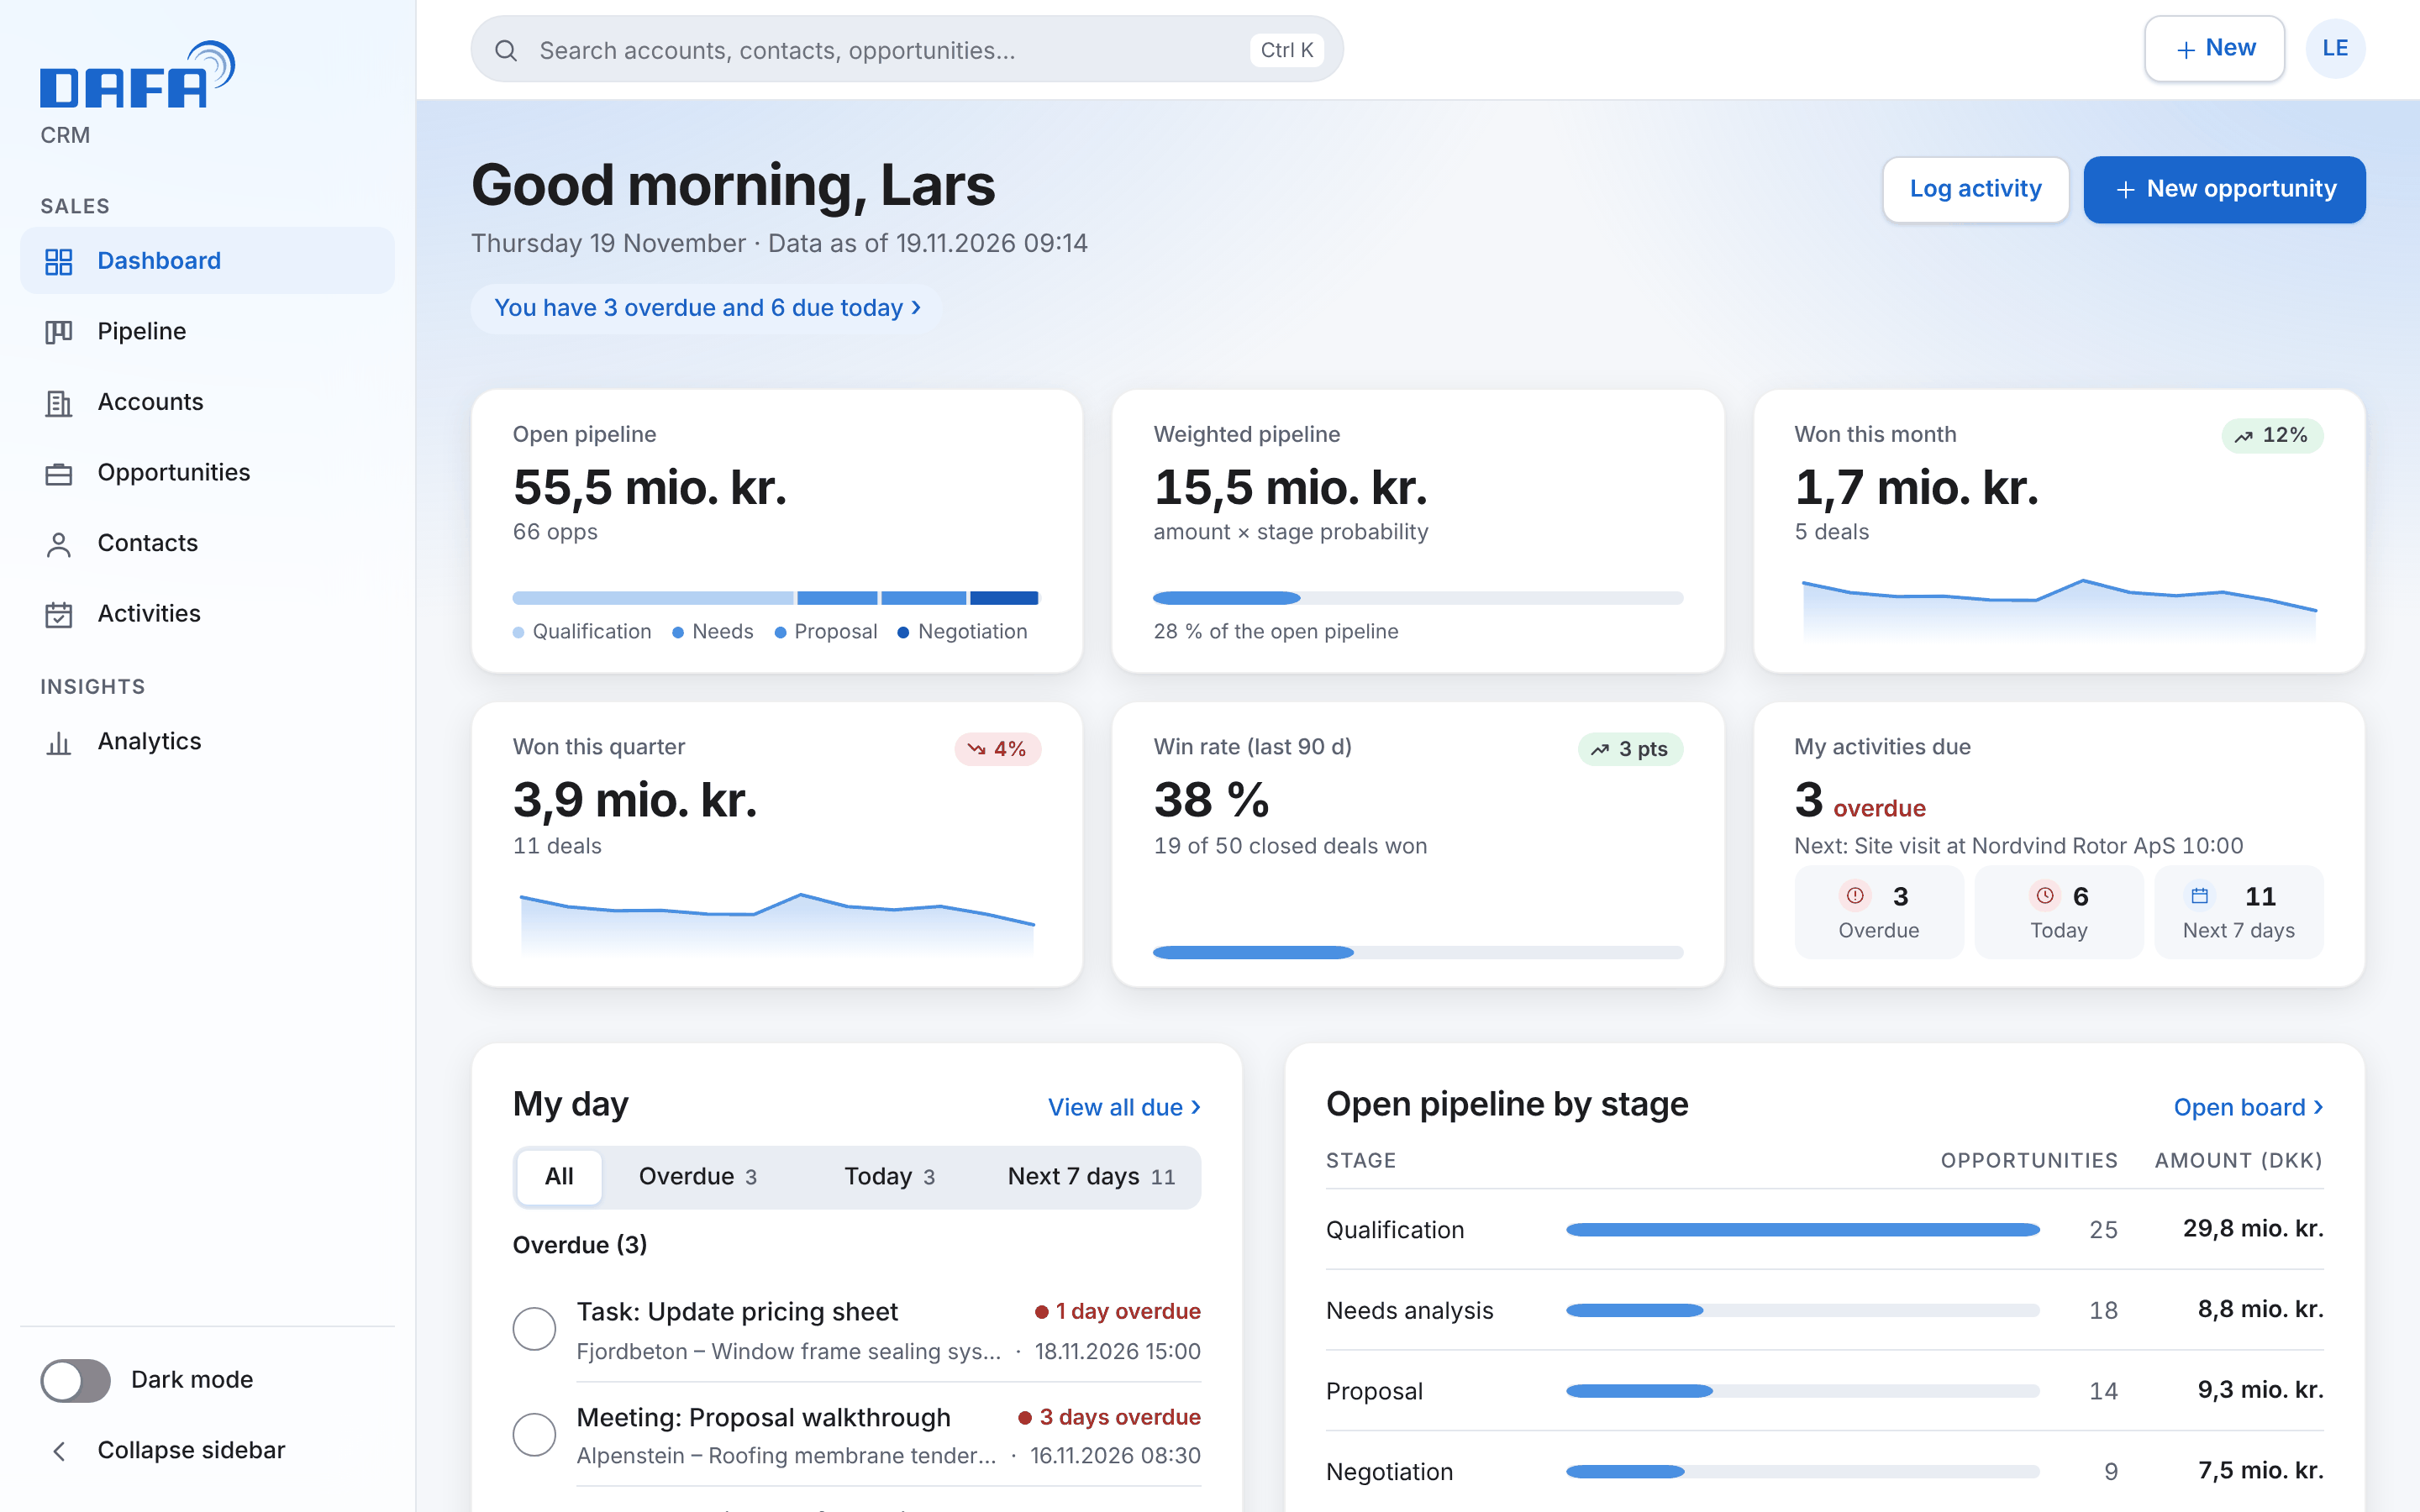 DAFA
CRM
SALES
Dashboard
Pipeline
Accounts
Opportunities
Contacts
Activities
INSIGHTS
Analytics
Dark mode
Collapse sidebar
Search accounts, contacts, opportunities...
Ctrl K
+ New
LE
Good morning, Lars
Thursday 19 November · Data as of 19.11.2026 09:14
You have 3 overdue and 6 due today ›
Log activity
+ New opportunity
Open pipeline
55,5 mio. kr.
66 opps
Qualification Needs Proposal Negotiation
Weighted pipeline
15,5 mio. kr.
amount × stage probability
28 % of the open pipeline
Won this month
12%
1,7 mio. kr.
5 deals
Won this quarter
4%
3,9 mio. kr.
11 deals
Win rate (last 90 d)
3 pts
38 %
19 of 50 closed deals won
My activities due
3 overdue
Next: Site visit at Nordvind Rotor ApS 10:00
3
Overdue
6
Today
11
Next 7 days
My day
View all due ›
All Overdue 3 Today 3 Next 7 days 11
Overdue (3)
Task: Update pricing sheet
1 day overdue
Fjordbeton – Window frame sealing sys... · 18.11.2026 15:00
Meeting: Proposal walkthrough
3 days overdue
Alpenstein – Roofing membrane tender... · 16.11.2026 08:30
Open pipeline by stage
Open board ›
STAGE OPPORTUNITIES AMOUNT (DKK)
Qualification 25 29,8 mio. kr.
Needs analysis 18 8,8 mio. kr.
Proposal 14 9,3 mio. kr.
Negotiation 9 7,5 mio. kr.